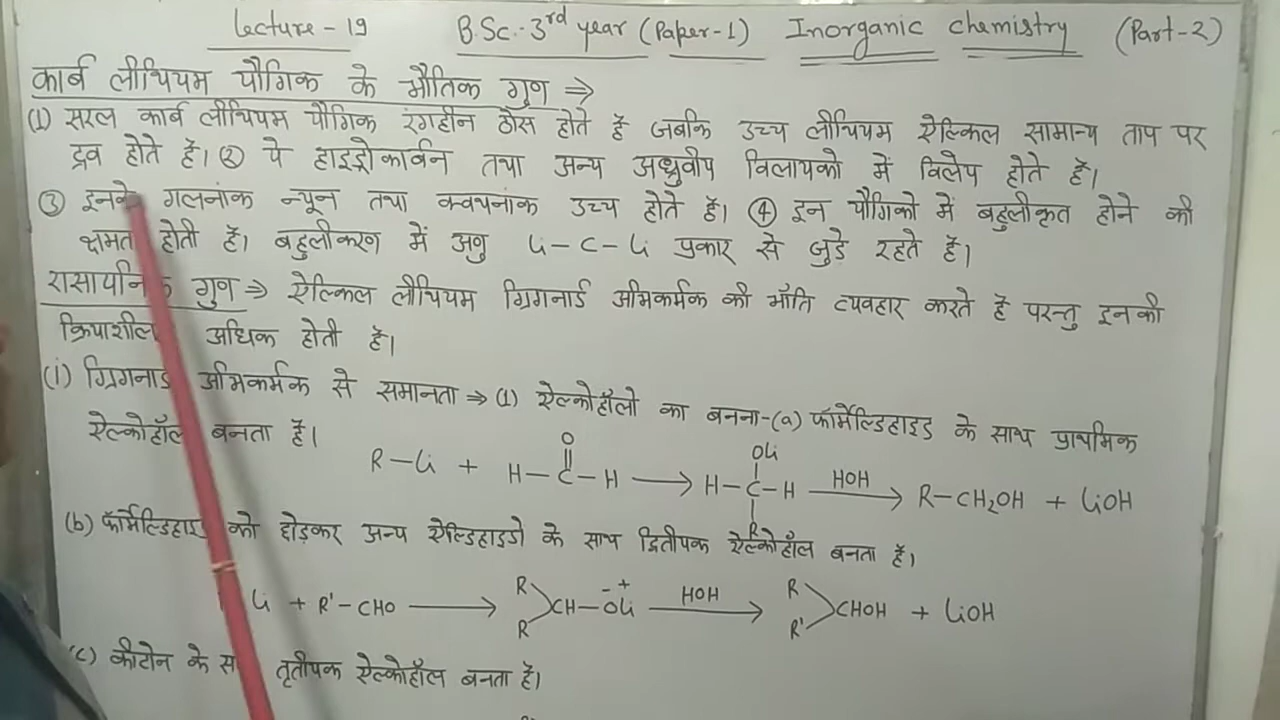 Lecture-19 B.Sc.-3rd year (Paper-1) Inorganic chemistry (Part-2)
कार्ब लीथियम यौगिक के भौतिक गुण ⇒
(1) सरल कार्ब लीथियम यौगिक रंगहीन ठोस होते हैं जबकि उच्च लीथियम ऐल्किल सामान्य ताप पर
द्रव होते हैं। ② ये हाइड्रोकार्बन तथा अन्य अध्रुवीय विलायको में विलेय होते हैं।
③ इनके गलनांक न्यून तथा क्वथनांक उच्च होते हैं। ④ इन यौगिको में बहुलीकृत होने की
क्षमता होती है। बहुलीकरण में अणु Li-C-Li प्रकार से जुडे रहते हैं।
रासायनिक गुण ⇒ ऐल्किल लीथियम ग्रिगनार्ड अभिकर्मक की भाँति व्यवहार करते हैं परन्तु इनकी
क्रियाशील अधिक होती है।
(i) ग्रिगनार्ड अभिकर्मक से समानता ⇒ (1) ऐल्कोहॉलो का बनना-(a) फॉर्मेल्डिहाइड के साथ प्राथमिक
ऐल्कोहॉल बनता है।
R-Li + H-C(=O)-H ⟶ H-C(OLi)(R)-H —HOH→ R-CH₂OH + LiOH
(b) फॉर्मेल्डिहाइड को छोड़कर अन्य ऐल्डिहाइडो के साथ द्वितीयक ऐल्कोहॉल बनता है।
Li + R'-CHO ⟶ R R >CH-O⁻Li⁺ —HOH→ R R' >CHOH + LiOH
(c) कीटोन के तृतीयक ऐल्कोहॉल बनता है।